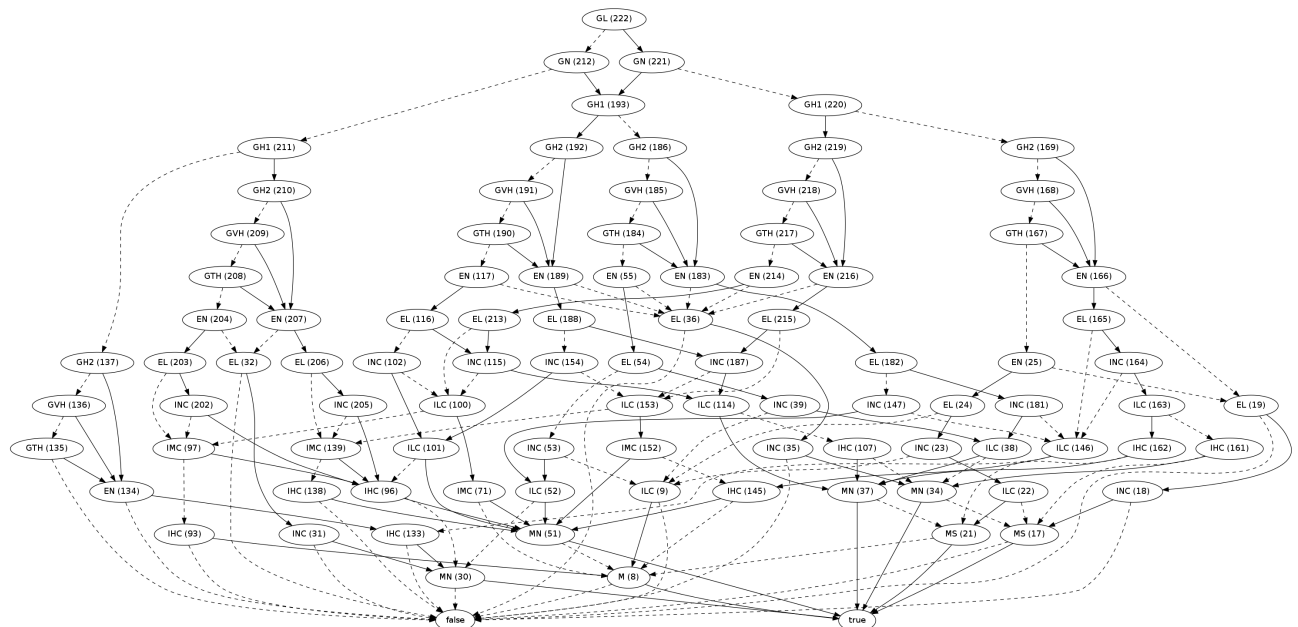 GL (222)
GN (212) GN (221)
GH1 (193) GH1 (220)
GH1 (211) GH2 (192) GH2 (186) GH2 (219) GH2 (169)
GH2 (210) GVH (191) GVH (185) GVH (218) GVH (168)
GVH (209) GTH (190) GTH (184) GTH (217) GTH (167)
GTH (208) EN (117) EN (189) EN (55) EN (183) EN (214) EN (216) EN (166)
EN (204) EN (207) EL (116) EL (213) EL (188) EL (36) EL (215) EL (165)
GH2 (137) EL (203) EL (32) EL (206) INC (102) INC (115) INC (154) EL (54) INC (187) EL (182) EN (25) INC (164)
GVH (136) INC (202) INC (205) ILC (100) ILC (153) ILC (114) INC (39) INC (147) EL (24) INC (181) ILC (163) EL (19)
GTH (135) IMC (97) IMC (139) ILC (101) INC (53) IMC (152) INC (35) IHC (107) INC (23) ILC (38) ILC (146) IHC (162) IHC (161)
EN (134) IHC (138) IHC (96) IMC (71) ILC (52) ILC (9) IHC (145) MN (37) MN (34) ILC (22) INC (18)
IHC (93) INC (31) IHC (133) MN (51) MS (21) MS (17)
MN (30) M (8)
false true